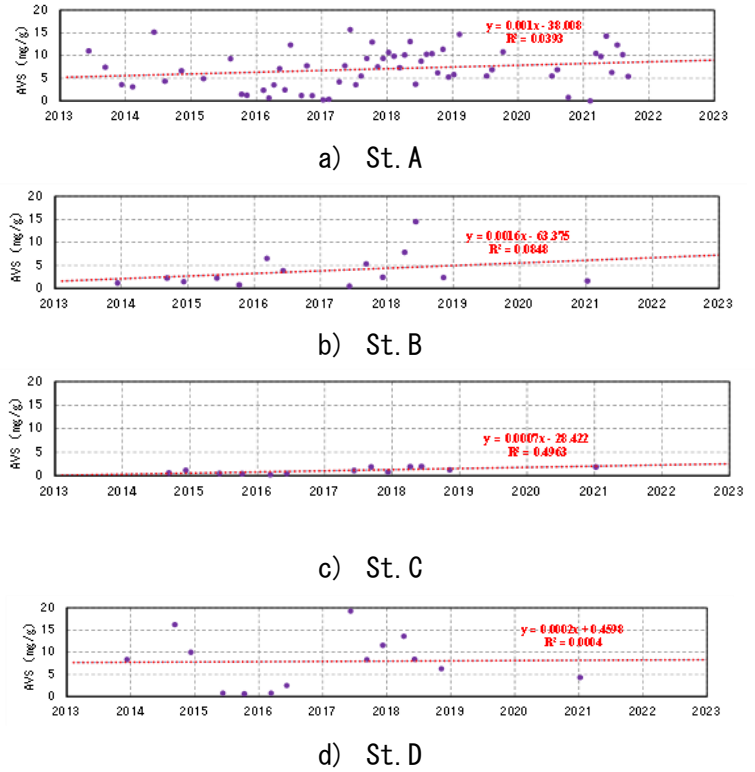 AVS (mg/g)
20
15
10
5
0
y = 0.001x - 38.008
R² = 0.0393
2013 2014 2015 2016 2017 2018 2019 2020 2021 2022 2023
a) St.A
AVS (mg/g)
20
15
10
5
0
y = 0.0016x - 63.375
R² = 0.0848
2013 2014 2015 2016 2017 2018 2019 2020 2021 2022 2023
b) St.B
AVS (mg/g)
20
15
10
5
0
y = 0.0007x - 28.422
R² = 0.4963
2013 2014 2015 2016 2017 2018 2019 2020 2021 2022 2023
c) St.C
AVS (mg/g)
20
15
10
5
0
y = 0.0002x + 0.4598
R² = 0.0004
2013 2014 2015 2016 2017 2018 2019 2020 2021 2022 2023
d) St.D